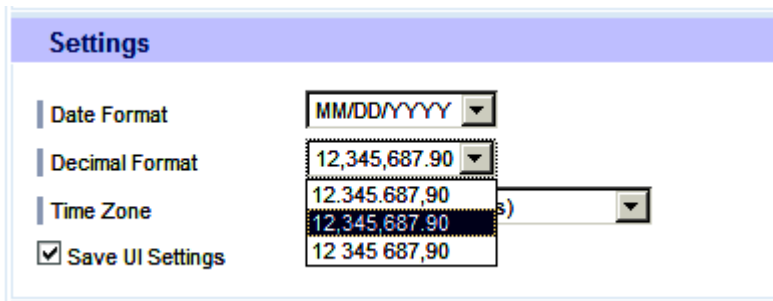 Settings
Date Format MM/DD/YYYY
Decimal Format 12,345,687.90
12.345.687,90
Time Zone s)
12,345,687.90
12 345 687,90
Save UI Settings